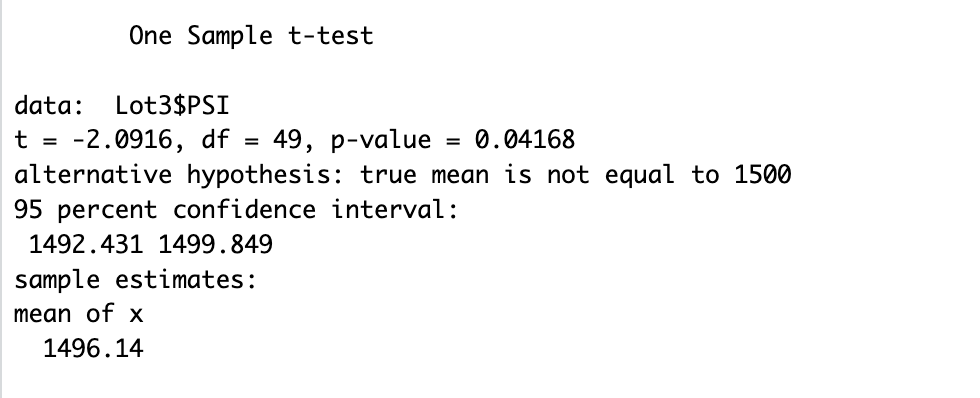 One Sample t-test
data:  Lot3$PSI
t = -2.0916, df = 49, p-value = 0.04168
alternative hypothesis: true mean is not equal to 1500
95 percent confidence interval:
 1492.431 1499.849
sample estimates:
mean of x
  1496.14